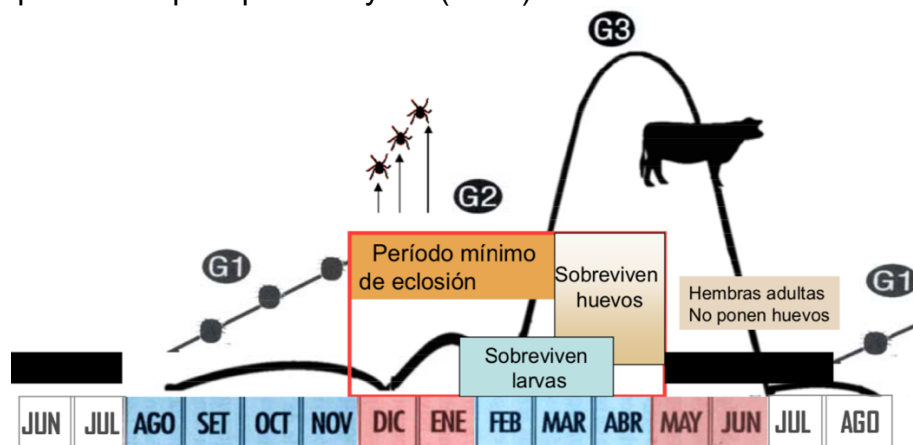 G3
G2
G1
Período mínimo
de eclosión
Sobreviven
huevos
Hembras adultas
No ponen huevos
G1
Sobreviven
larvas
JUN JUL AGO SET OCT NOV DIC ENE FEB MAR ABR MAY JUN JUL AGO